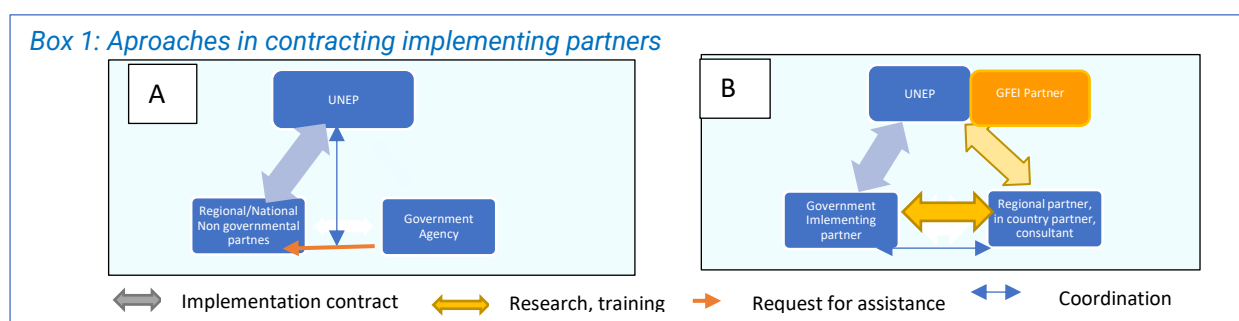 Box 1: Aproaches in contracting implementing partners
A
UNEP
Regional/National
Non governmental
partnes
Government
Agency
B
UNEP
GFEI Partner
Government
Imlementing
partner
Regional partner,
in country partner,
consultant
Implementation contract
Research, training
Request for assistance
Coordination